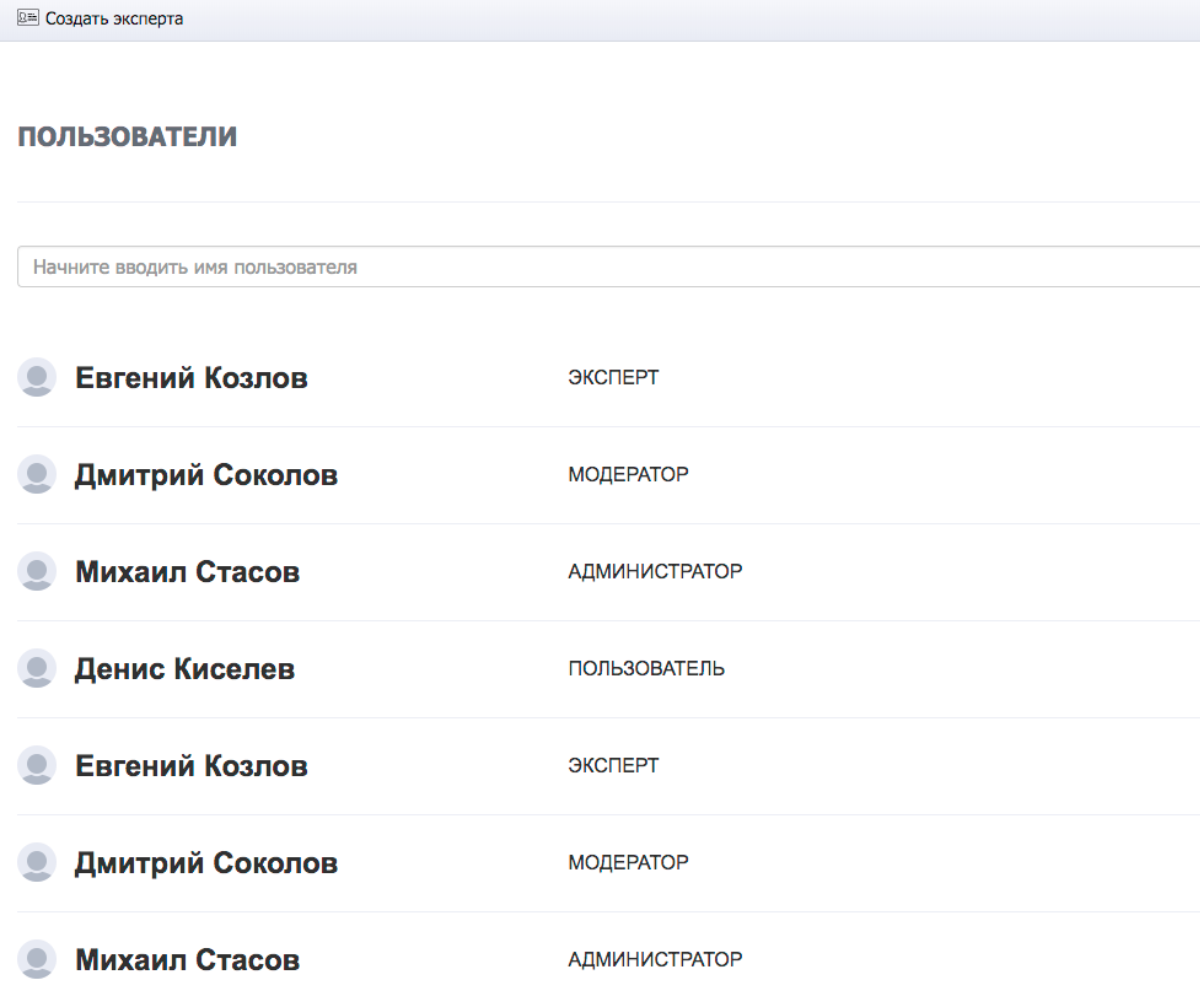 Создать эксперта
ПОЛЬЗОВАТЕЛИ
Начните вводить имя пользователя
Евгений Козлов ЭКСПЕРТ
Дмитрий Соколов МОДЕРАТОР
Михаил Стасов АДМИНИСТРАТОР
Денис Киселев ПОЛЬЗОВАТЕЛЬ
Евгений Козлов ЭКСПЕРТ
Дмитрий Соколов МОДЕРАТОР
Михаил Стасов АДМИНИСТРАТОР